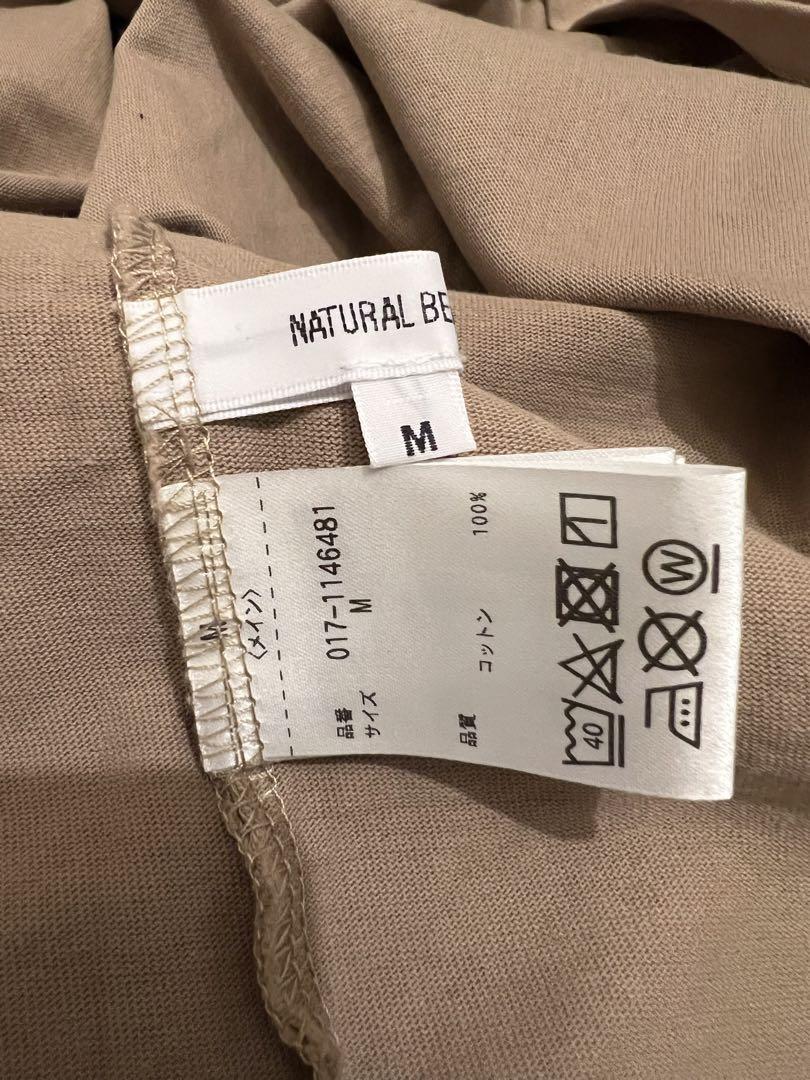 NATURAL BE
M
M
〈メイン〉
品番 017-1146481
サイズ M
品質 コットン 100%
40
W